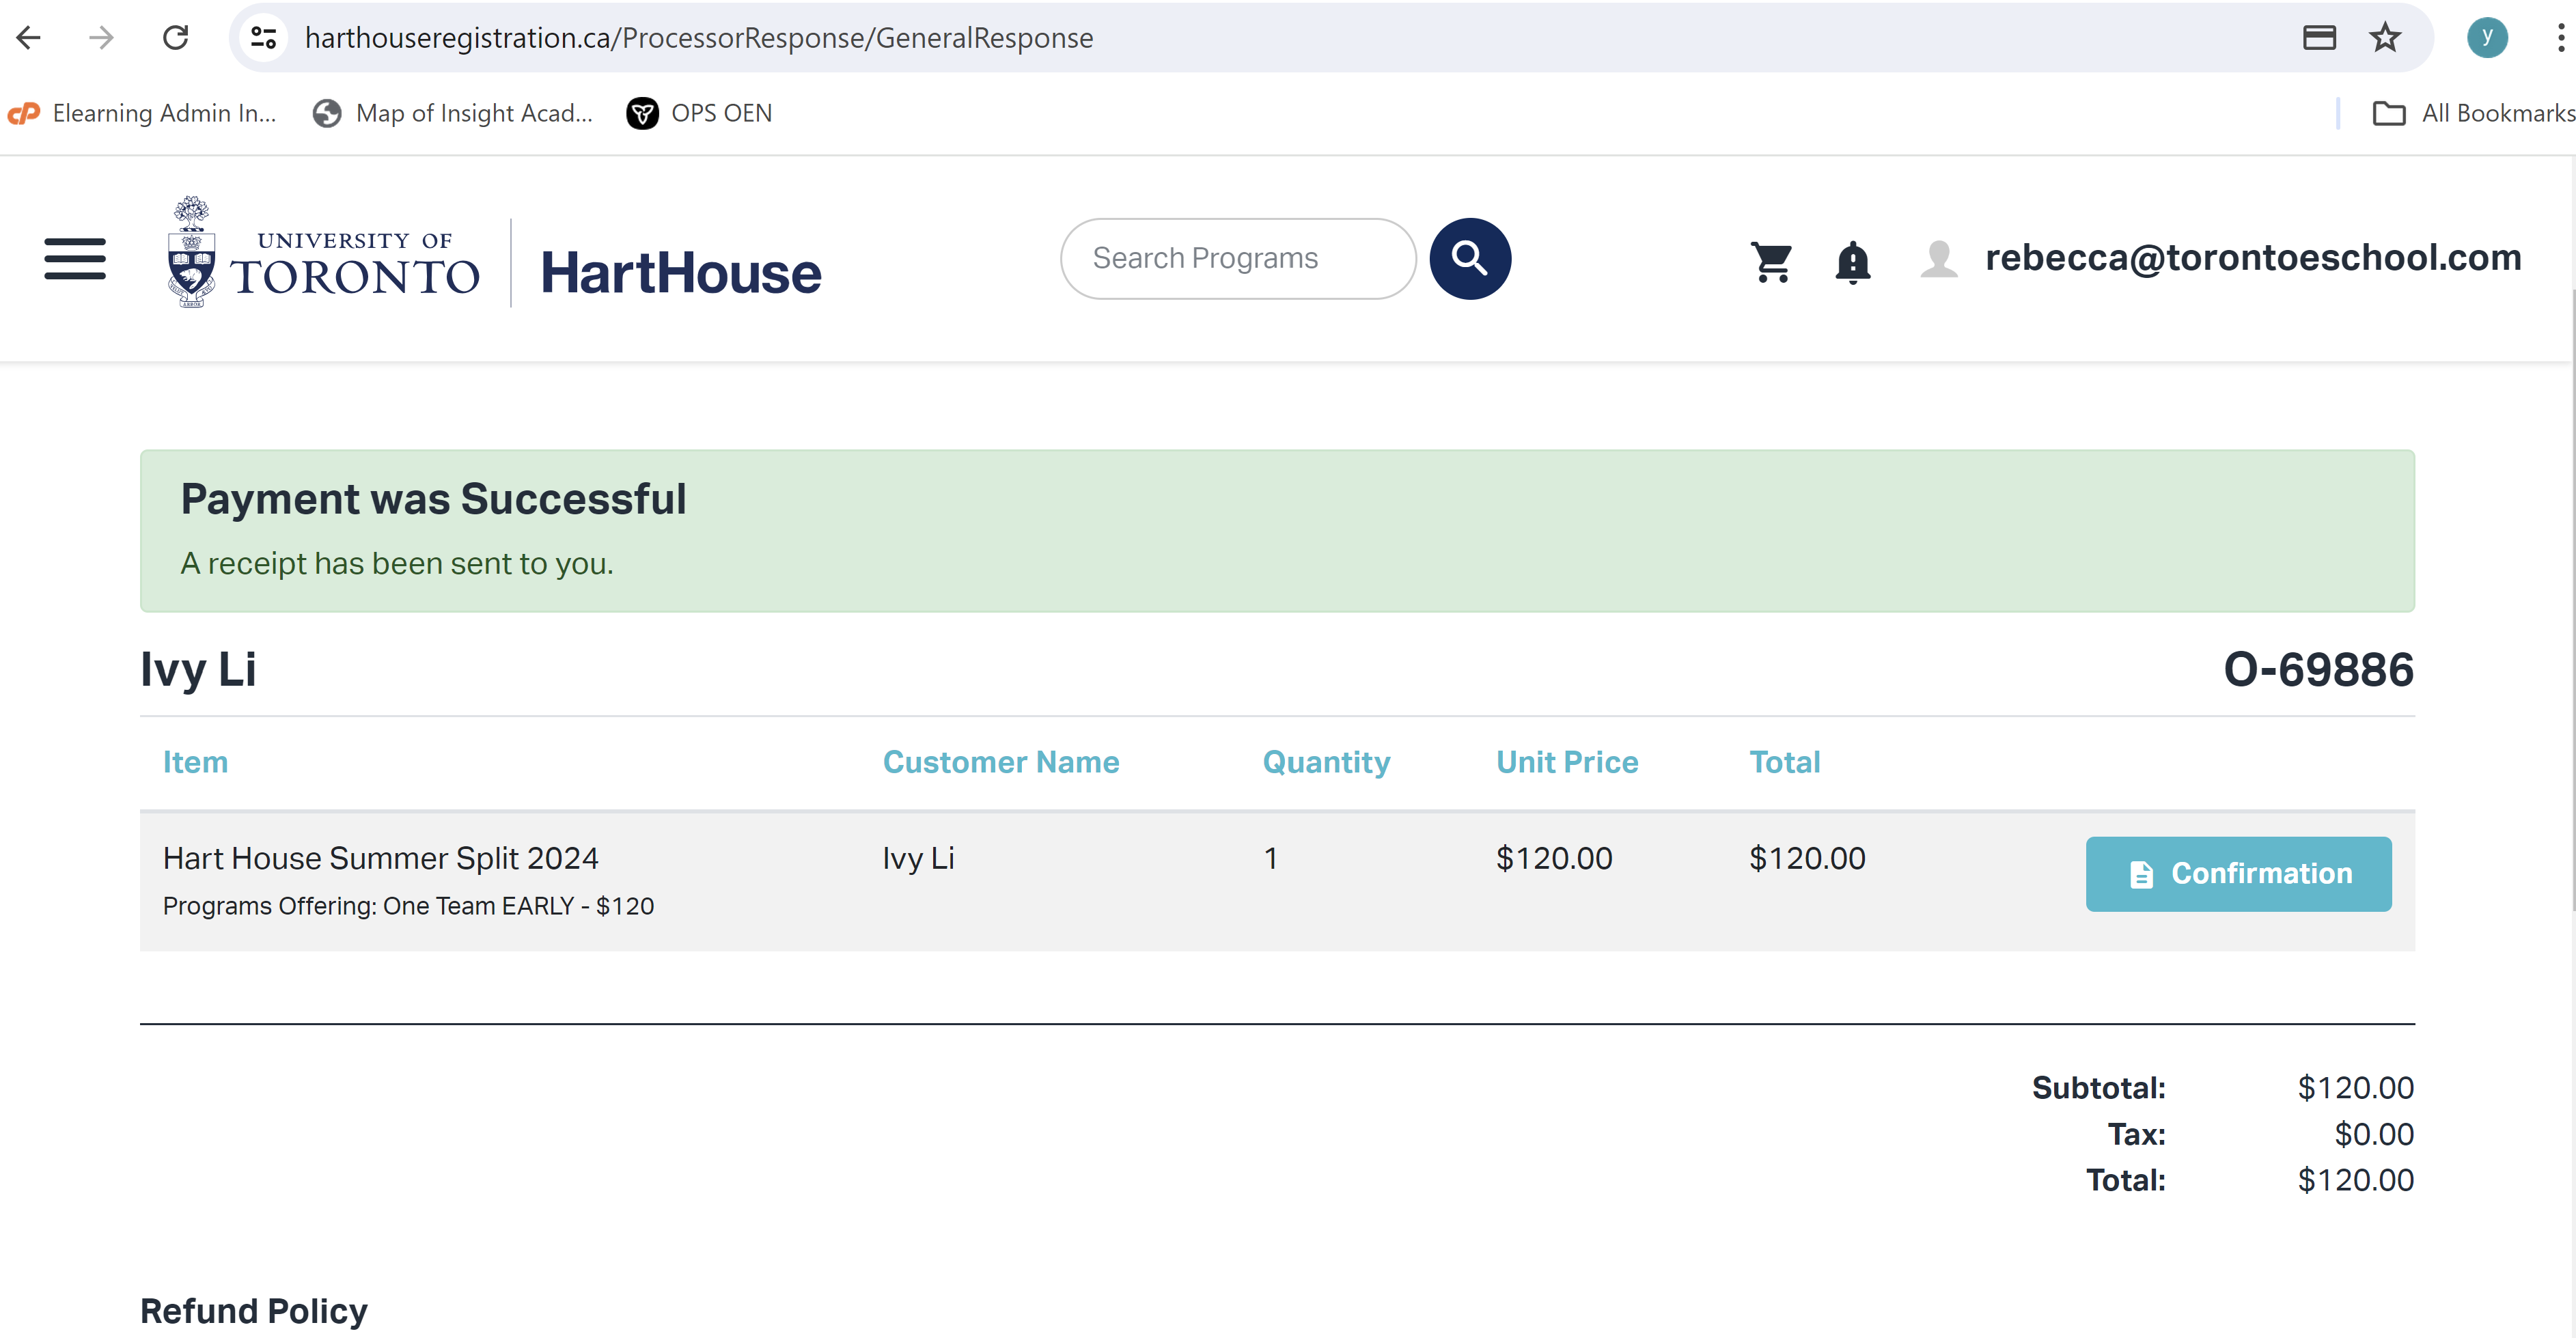 harthouseregistration.ca/ProcessorResponse/GeneralResponse
y
Elearning Admin In...
Map of Insight Acad...
OPS OEN
All Bookmarks
UNIVERSITY OF
TORONTO
HartHouse
Search Programs
rebecca@torontoeschool.com
Payment was Successful
A receipt has been sent to you.
Ivy Li
O-69886
Item Customer Name Quantity Unit Price Total
Hart House Summer Split 2024 Ivy Li 1 $120.00 $120.00 Confirmation
Programs Offering: One Team EARLY - $120
Subtotal: $120.00
Tax: $0.00
Total: $120.00
Refund Policy